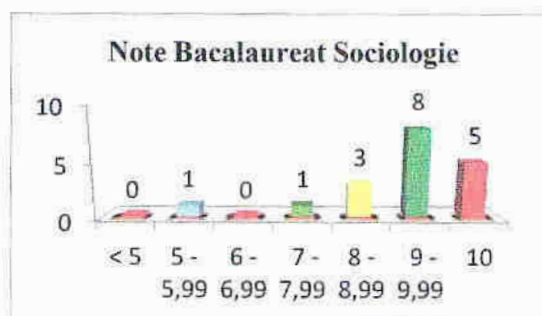 Note Bacalaureat Sociologie
10
5
0
0 1 0 1 3 8 5
< 5 5 - 6 - 7 - 8 - 9 - 10
5,99 6,99 7,99 8,99 9,99